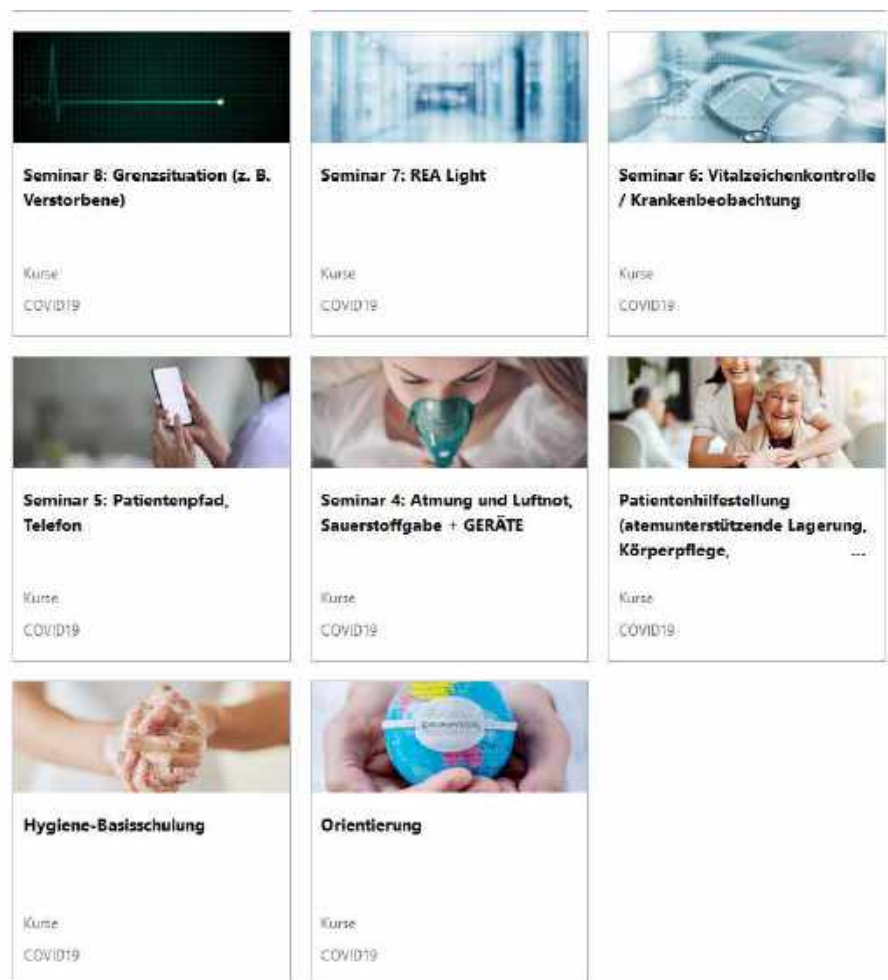 Seminar 8: Grenzsituation (z. B.
Verstorbene)
Kurse
COVID19
Seminar 7: REA Light
Kurse
COVID19
Seminar 6: Vitalzeichenkontrolle
/ Krankenbeobachtung
Kurse
COVID19
Seminar 5: Patientenpfad,
Telefon
Kurse
COVID19
Seminar 4: Atmung und Luftnot,
Sauerstoffgabe + GERÄTE
Kurse
COVID19
Patientenhilfestellung
(atemunterstützende Lagerung,
Körperpflege, ...
Kurse
COVID19
Hygiene-Basisschulung
Kurse
COVID19
Orientierung
Kurse
COVID19